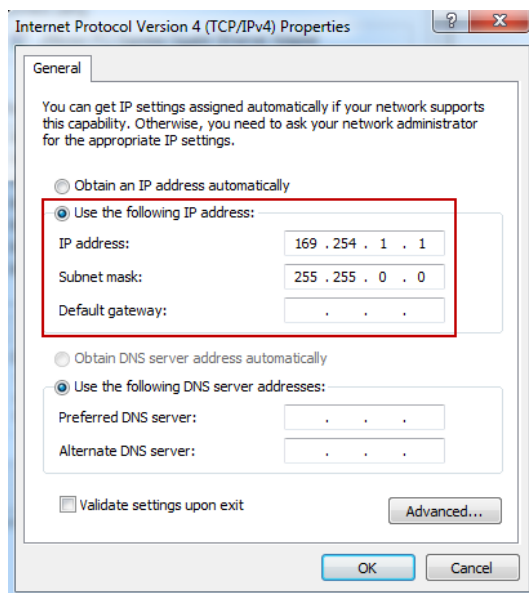 Internet Protocol Version 4 (TCP/IPv4) Properties
General
You can get IP settings assigned automatically if your network supports
this capability. Otherwise, you need to ask your network administrator
for the appropriate IP settings.
Obtain an IP address automatically
Use the following IP address:
IP address: 169 . 254 . 1 . 1
Subnet mask: 255 . 255 . 0 . 0
Default gateway: . . .
Obtain DNS server address automatically
Use the following DNS server addresses:
Preferred DNS server: . . .
Alternate DNS server: . . .
Validate settings upon exit
Advanced...
OK Cancel